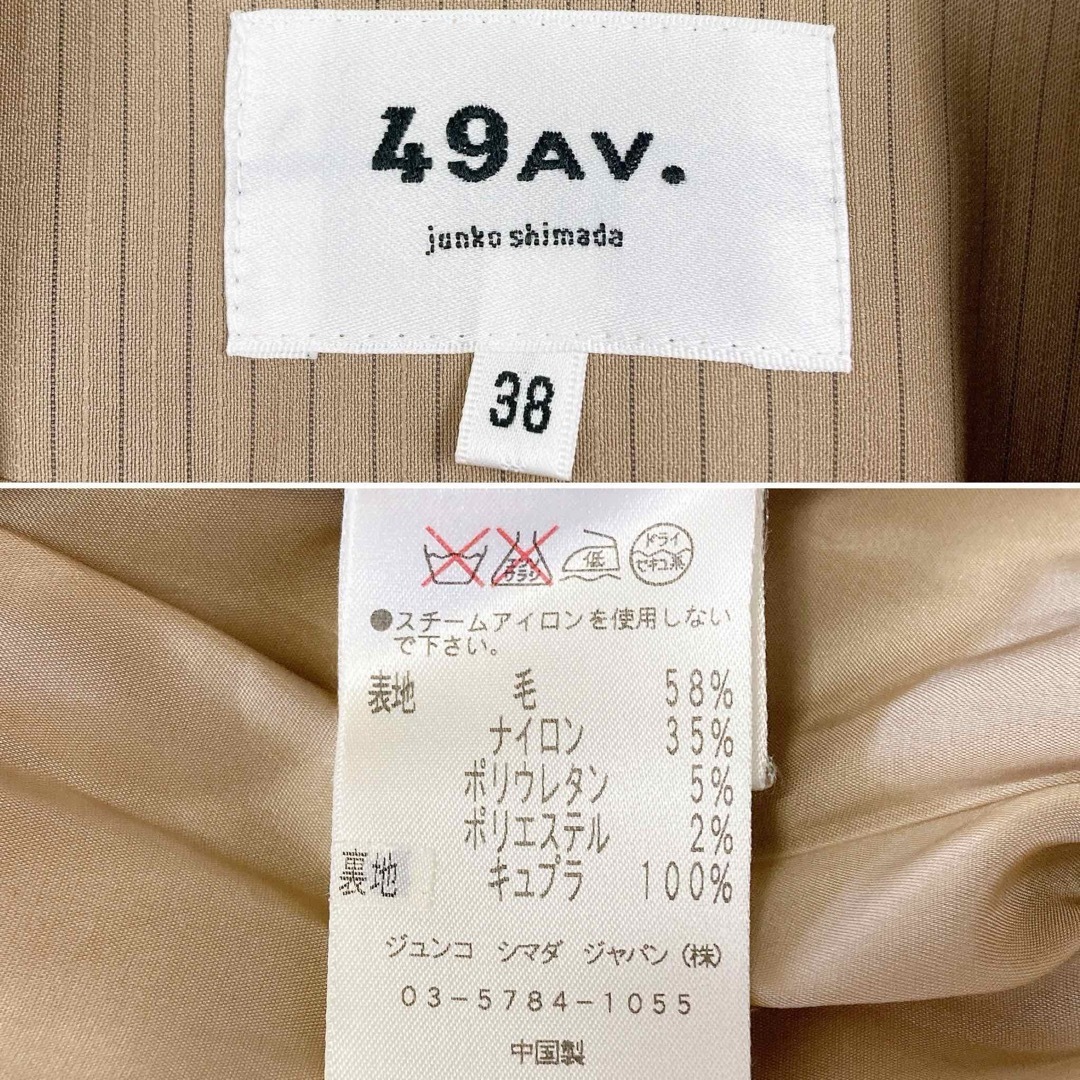 49AV.
junko shimada
38
エンソ
サラシ
低
ドライ
セキユ系
●スチームアイロンを使用しない
で下さい。
表地 毛 58%
ナイロン 35%
ポリウレタン 5%
ポリエステル 2%
裏地 キュプラ 100%
ジュンコ シマダ ジャパン(株)
03-5784-1055
中国製